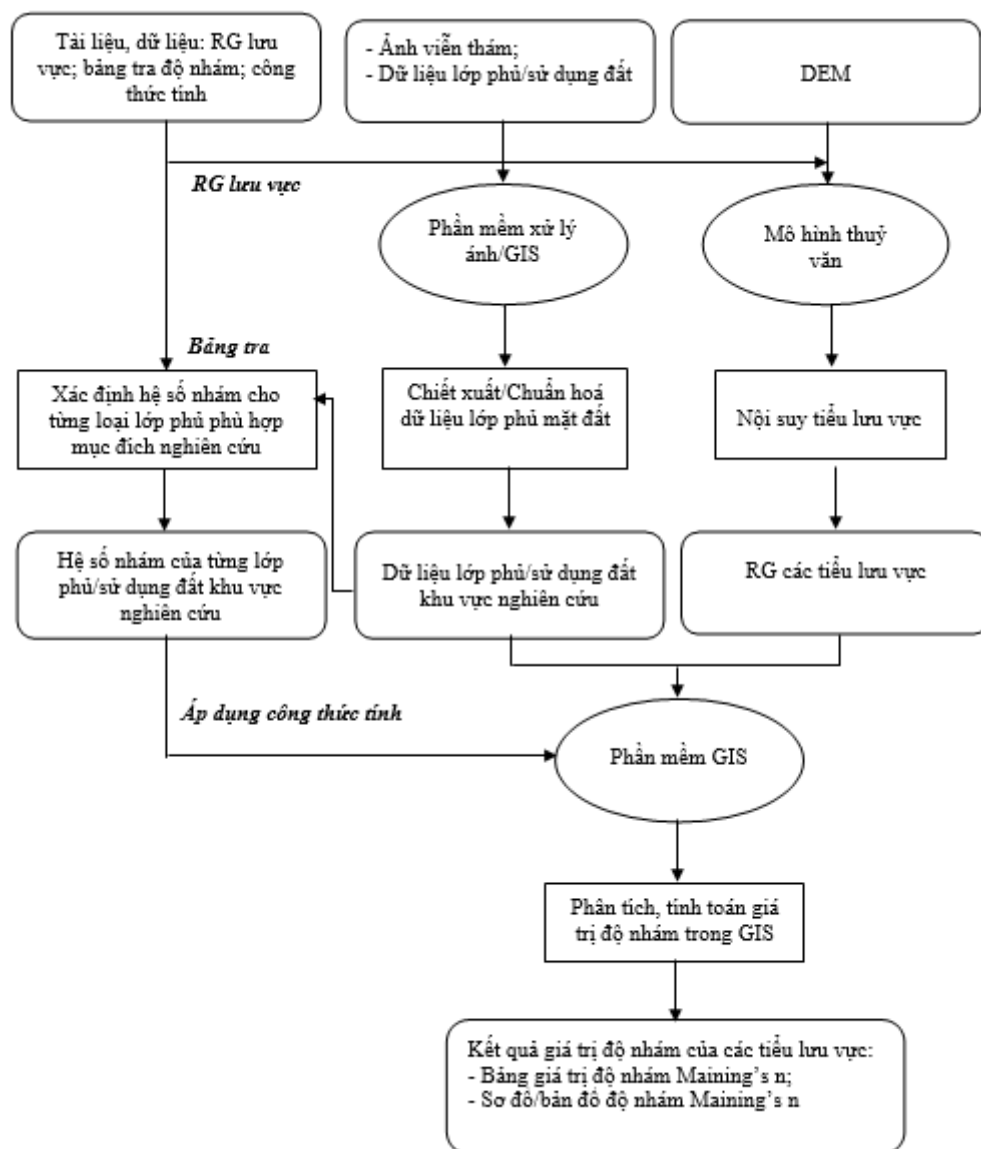 Tài liệu, dữ liệu: RG lưu
vực; bảng tra độ nhám; công
thức tính
- Ảnh viễn thám;
- Dữ liệu lớp phủ/sử dụng đất
DEM
RG lưu vực
Phần mềm xử lý
ảnh/GIS
Mô hình thuỷ
văn
Bảng tra
Xác định hệ số nhám cho
từng loại lớp phủ phù hợp
mục đích nghiên cứu
Chiết xuất/Chuẩn hoá
dữ liệu lớp phủ mặt đất
Nội suy tiểu lưu vực
Hệ số nhám của từng lớp
phủ/sử dụng đất khu vực
nghiên cứu
Dữ liệu lớp phủ/sử dụng đất
khu vực nghiên cứu
RG các tiểu lưu vực
Áp dụng công thức tính
Phần mềm GIS
Phân tích, tính toán giá
trị độ nhám trong GIS
Kết quả giá trị độ nhám của các tiểu lưu vực:
- Bảng giá trị độ nhám Maining's n;
- Sơ đồ/bản đồ độ nhám Maining's n